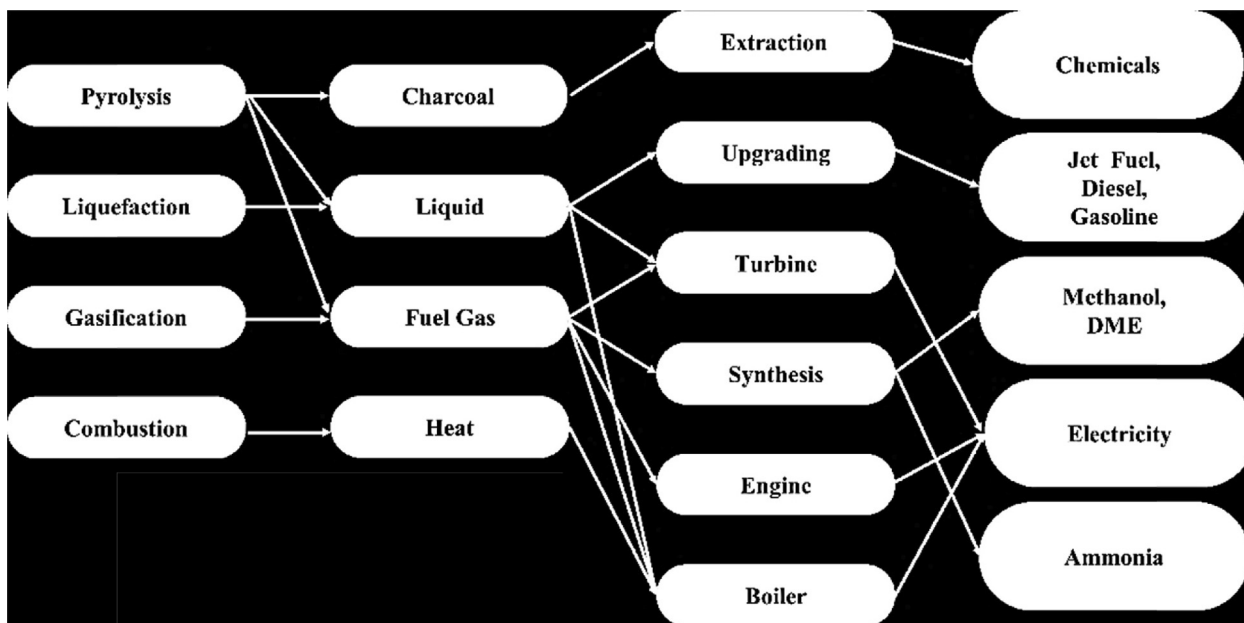 Pyrolysis
Liquefaction
Gasification
Combustion
Charcoal
Liquid
Fuel Gas
Heat
Extraction
Upgrading
Turbine
Synthesis
Engine
Boiler
Chemicals
Jet Fuel,
Diesel,
Gasoline
Methanol,
DME
Electricity
Ammonia